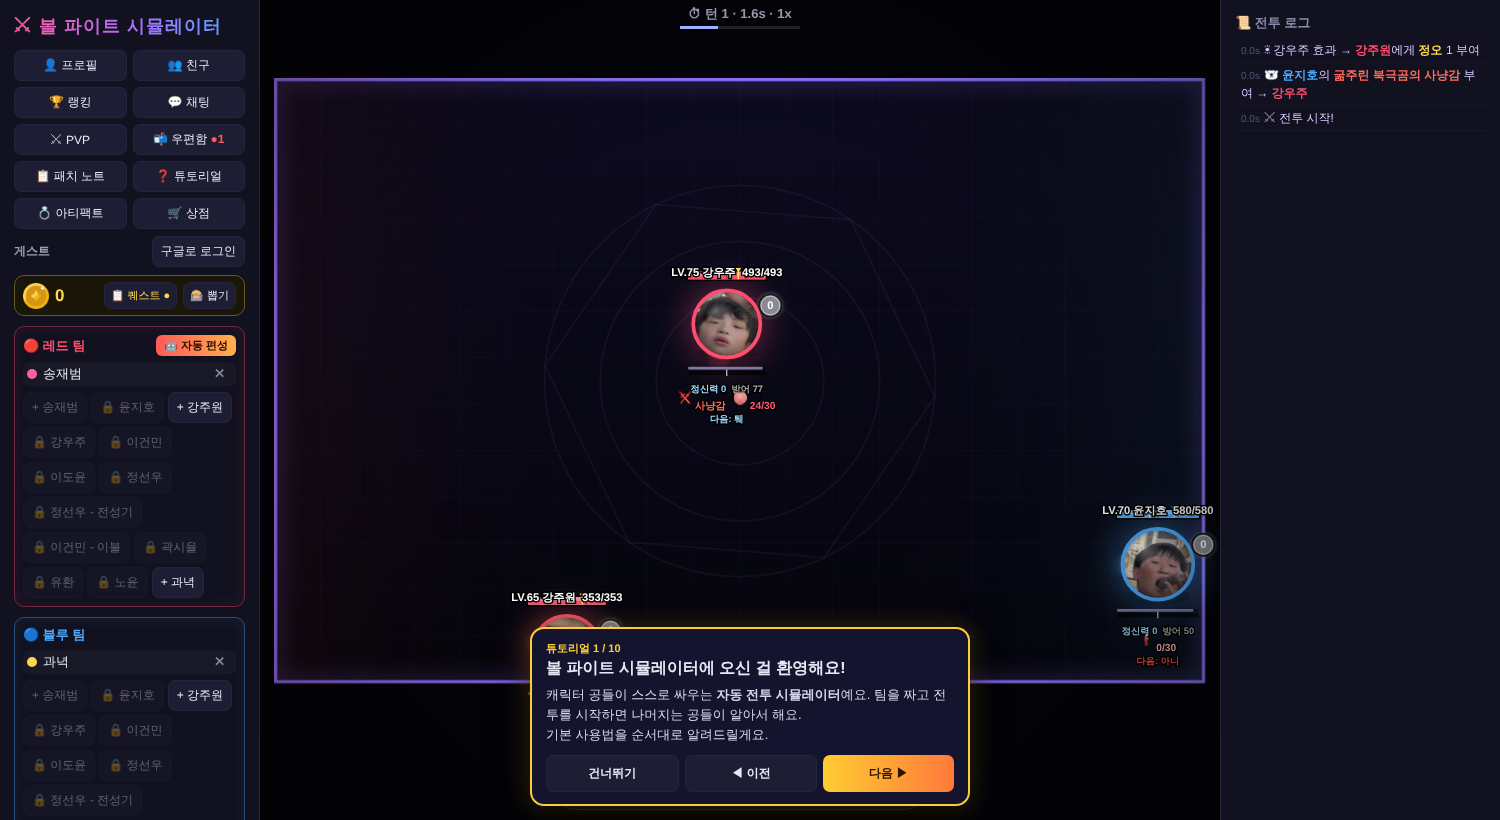 볼 파이트 시뮬레이터
프로필
친구
랭킹
채팅
PVP
우편함 ●1
패치 노트
튜토리얼
아티팩트
상점
게스트
구글로 로그인
0
퀘스트 ●
뽑기
레드 팀
자동 편성
송재범 ✕
+ 송재범
윤지호
+ 강주원
강우주
이건민
이도윤
정선우
정선우 - 전성기
이건민 - 이불
곽시율
유환
노윤
+ 과녁
블루 팀
과녁 ✕
+ 송재범
윤지호
+ 강주원
강우주
이건민
이도윤
정선우
정선우 - 전성기
턴 1 · 1.6s · 1x
LV.75 강우주 493/493
0
정신력 0 방어 77
사냥감 24/30
다음: 퉤
LV.70 윤지호 580/580
0
정신력 0 방어 50
0/30
다음: 아니
LV.65 강주원 353/353
튜토리얼 1 / 10
볼 파이트 시뮬레이터에 오신 걸 환영해요!
캐릭터 공들이 스스로 싸우는 자동 전투 시뮬레이터예요. 팀을 짜고 전
투를 시작하면 나머지는 공들이 알아서 해요.
기본 사용법을 순서대로 알려드릴게요.
건너뛰기
◀ 이전
다음 ▶
전투 로그
0.0s 강우주 효과 → 강주원에게 정오 1 부여
0.0s 윤지호의 굶주린 북극곰의 사냥감 부
여 → 강우주
0.0s 전투 시작!